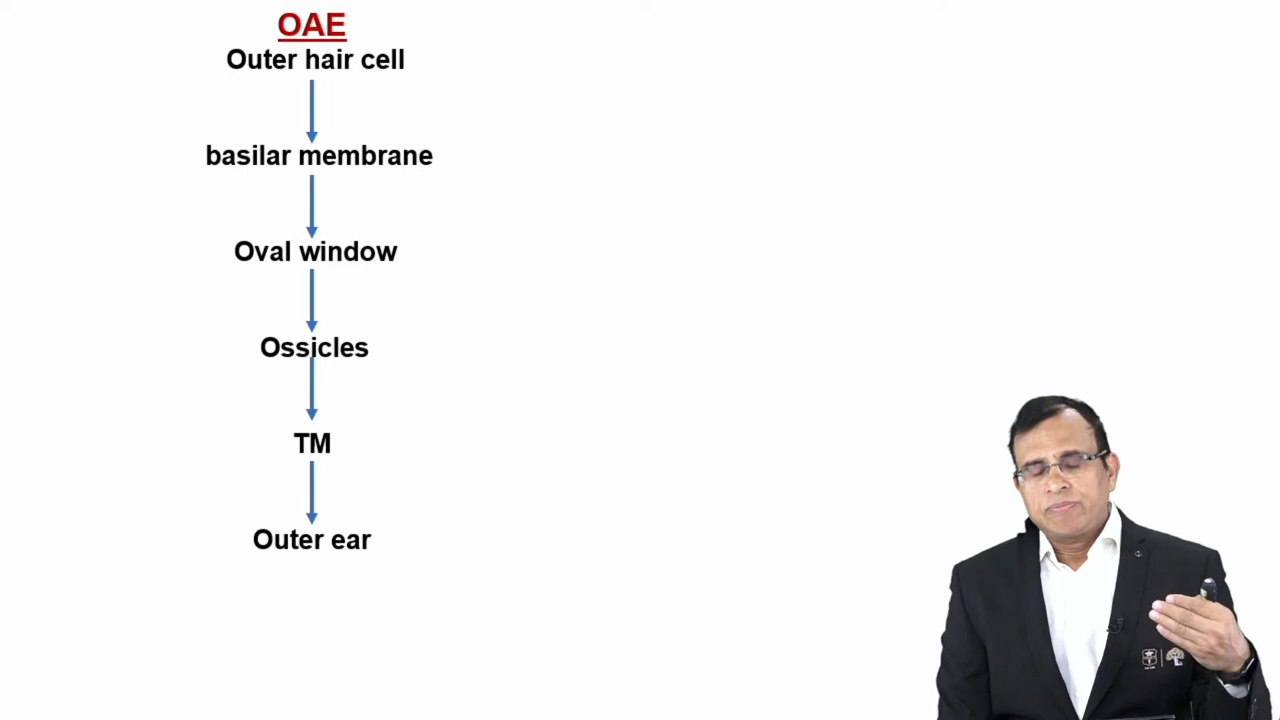 OAE
Outer hair cell
basilar membrane
Oval window
Ossicles
TM
Outer ear